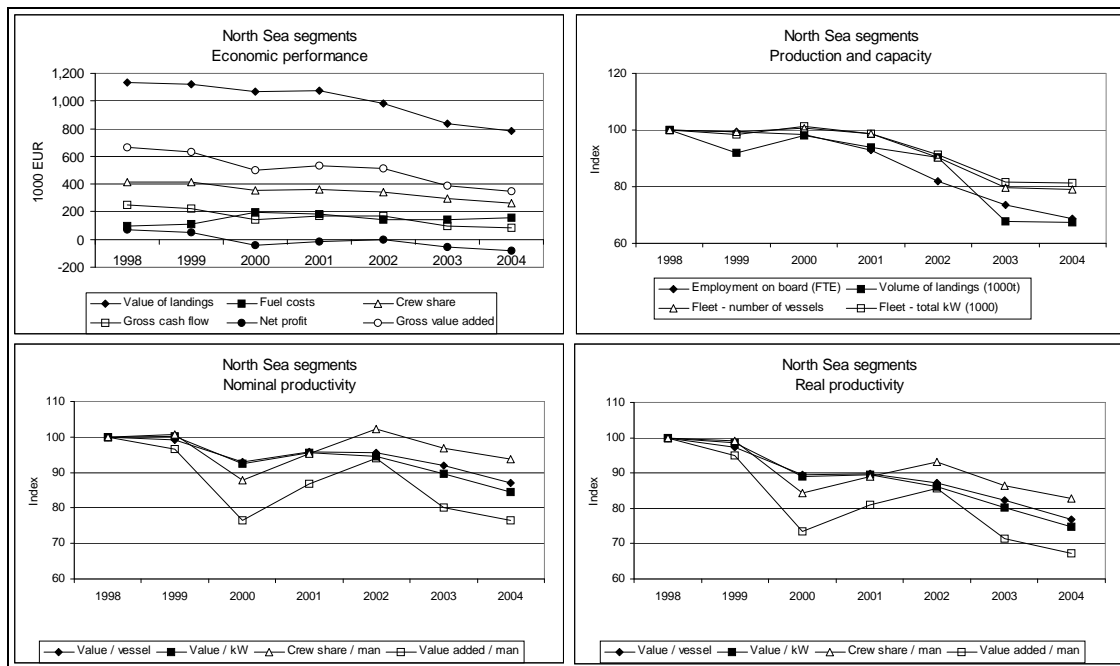 North Sea segments
Economic performance
1,200
1,000
800
600
400
200
0
-200
1000 EUR
1998 1999 2000 2001 2002 2003 2004
Value of landings Fuel costs Crew share
Gross cash flow Net profit Gross value added
North Sea segments
Production and capacity
120
100
80
60
Index
1998 1999 2000 2001 2002 2003 2004
Employment on board (FTE) Volume of landings (1000t)
Fleet - number of vessels Fleet - total kW (1000)
North Sea segments
Nominal productivity
110
100
90
80
70
60
Index
1998 1999 2000 2001 2002 2003 2004
Value / vessel Value / kW Crew share / man Value added / man
North Sea segments
Real productivity
110
100
90
80
70
60
Index
1998 1999 2000 2001 2002 2003 2004
Value / vessel Value / kW Crew share / man Value added / man